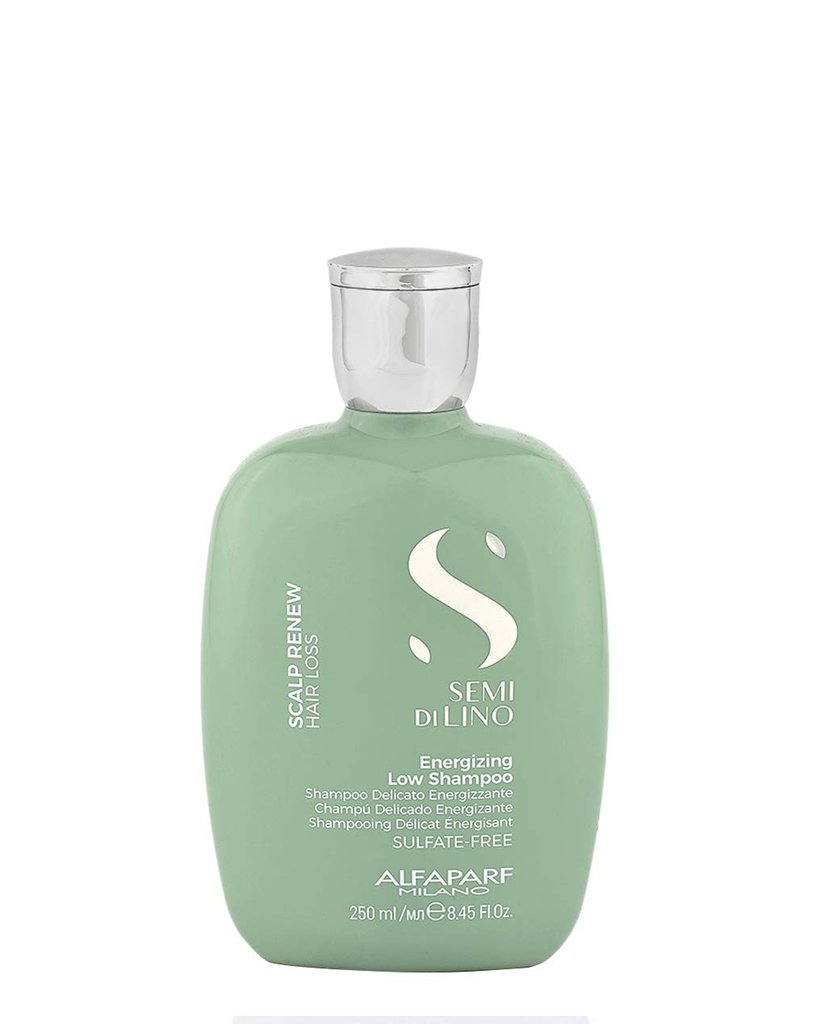 SCALP RENEW
HAIR LOSS
SEMI
DI LINO
Energizing
Low Shampoo
Shampoo Delicato Energizzante
Champú Delicado Energizante
Shampooing Délicat Énergisant
SULFATE-FREE
ALFAPARF
MILANO
250 ml /мл ℮ 8.45 Fl.Oz.